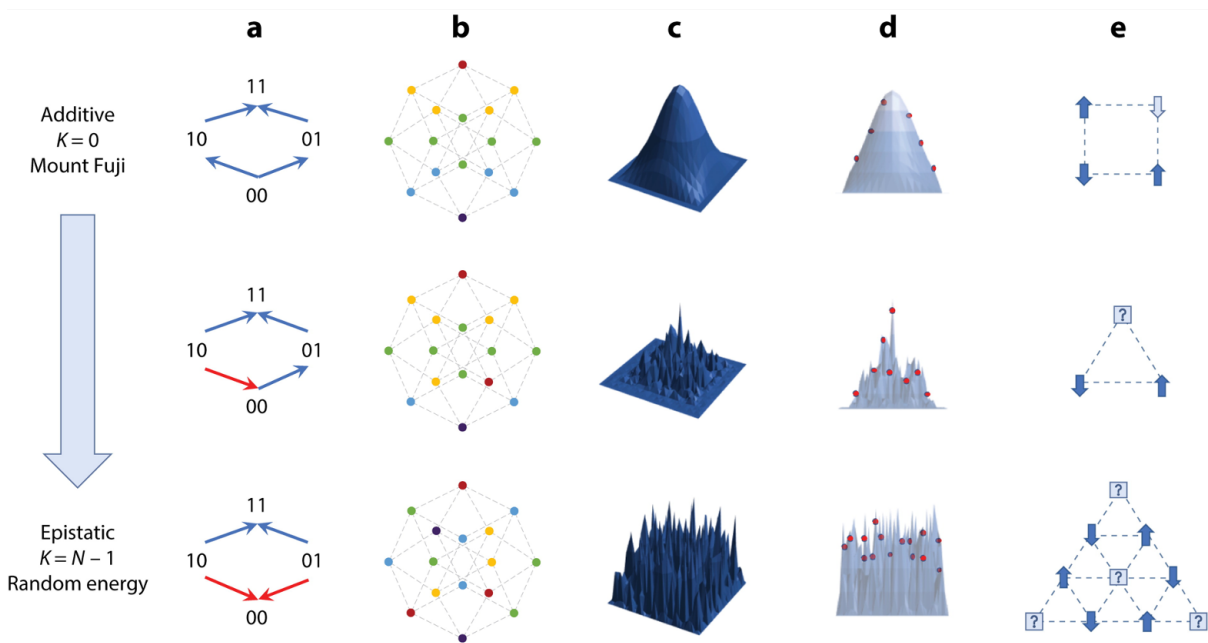 a b c d e
Additive
K = 0
Mount Fuji
11
10 01
00
?
11
10 01
00
?
Epistatic
K = N – 1
Random energy
11
10 01
00
?
? ? ?